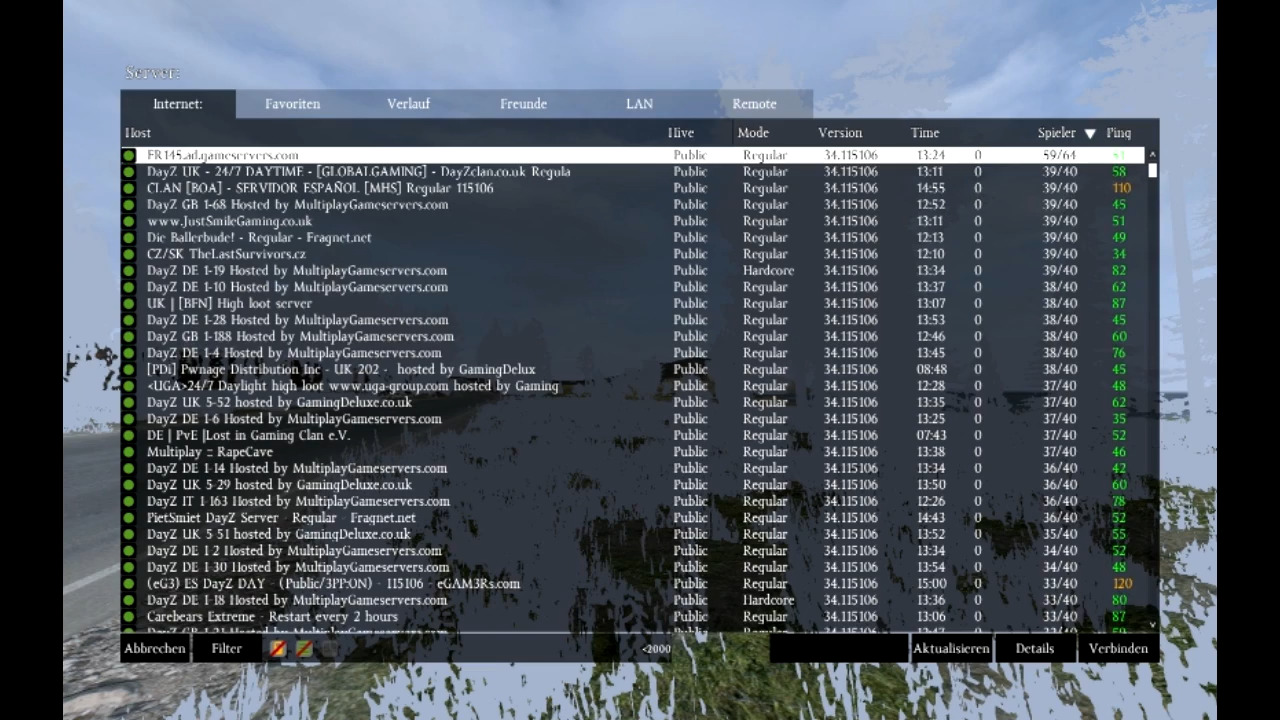 Server:
Internet: Favoriten Verlauf Freunde LAN Remote
Host Hive Mode Version Time Spieler Ping
FR145.ad.gameservers.com Public Regular 34.115106 13:24 0 59/64
DayZ UK - 24/7 DAYTIME - [GLOBALGAMING] - DayZclan.co.uk Regula Public Regular 34.115106 13:11 0 39/40 58
CLAN [BOA] - SERVIDOR ESPAÑOL [MHS] Regular 115106 Public Regular 34.115106 14:55 0 39/40 110
DayZ GB 1-68 Hosted by MultiplayGameservers.com Public Regular 34.115106 12:52 0 39/40 45
www.JustSmileGaming.co.uk Public Regular 34.115106 13:11 0 39/40 51
Die Ballerbude! - Regular - Fragnet.net Public Regular 34.115106 12:13 0 39/40 49
CZ/SK TheLastSurvivors.cz Public Regular 34.115106 12:10 0 39/40 34
DayZ DE 1-19 Hosted by MultiplayGameservers.com Public Hardcore 34.115106 13:34 0 39/40 82
DayZ DE 1-10 Hosted by MultiplayGameservers.com Public Regular 34.115106 13:37 0 38/40 62
UK | [BFN] High loot server Public Regular 34.115106 13:07 0 38/40 87
DayZ DE 1-28 Hosted by MultiplayGameservers.com Public Regular 34.115106 13:53 0 38/40 45
DayZ GB 1-188 Hosted by MultiplayGameservers.com Public Regular 34.115106 12:46 0 38/40 60
DayZ DE 1-4 Hosted by MultiplayGameservers.com Public Regular 34.115106 13:45 0 38/40 76
[PDi] Pwnage Distribution Inc - UK 202 - hosted by GamingDelux Public Regular 34.115106 08:48 0 38/40 45
<UGA>24/7 Daylight high loot www.uga-group.com hosted by Gaming Public Regular 34.115106 12:28 0 37/40 48
DayZ UK 5-52 hosted by GamingDeluxe.co.uk Public Regular 34.115106 13:35 0 37/40 62
DayZ DE 1-6 Hosted by MultiplayGameservers.com Public Regular 34.115106 13:25 0 37/40 35
DE | PvE |Lost in Gaming Clan e.V. Public Regular 34.115106 07:43 0 37/40 52
Multiplay :: RapeCave Public Regular 34.115106 13:38 0 37/40 46
DayZ DE 1-14 Hosted by MultiplayGameservers.com Public Regular 34.115106 13:34 0 36/40 42
DayZ UK 5-29 hosted by GamingDeluxe.co.uk Public Regular 34.115106 13:50 0 36/40 60
DayZ IT 1-163 Hosted by MultiplayGameservers.com Public Regular 34.115106 12:26 0 36/40 78
PietSmiet DayZ Server - Regular - Fragnet.net Public Regular 34.115106 14:43 0 36/40 52
DayZ UK 5-51 hosted by GamingDeluxe.co.uk Public Regular 34.115106 13:52 0 35/40 55
DayZ DE 1-2 Hosted by MultiplayGameservers.com Public Regular 34.115106 13:34 0 34/40 52
DayZ DE 1-30 Hosted by MultiplayGameservers.com Public Regular 34.115106 13:54 0 34/40 48
(eG3) ES DayZ DAY - (Public/3PP:ON) - 115106 - eGAM3Rs.com Public Regular 34.115106 15:00 0 33/40 120
DayZ DE 1-18 Hosted by MultiplayGameservers.com Public Hardcore 34.115106 13:36 0 33/40 80
Carebears Extreme - Restart every 2 hours Public Regular 34.115106 13:06 0 33/40 87
Abbrechen Filter <2000 Aktualisieren Details Verbinden